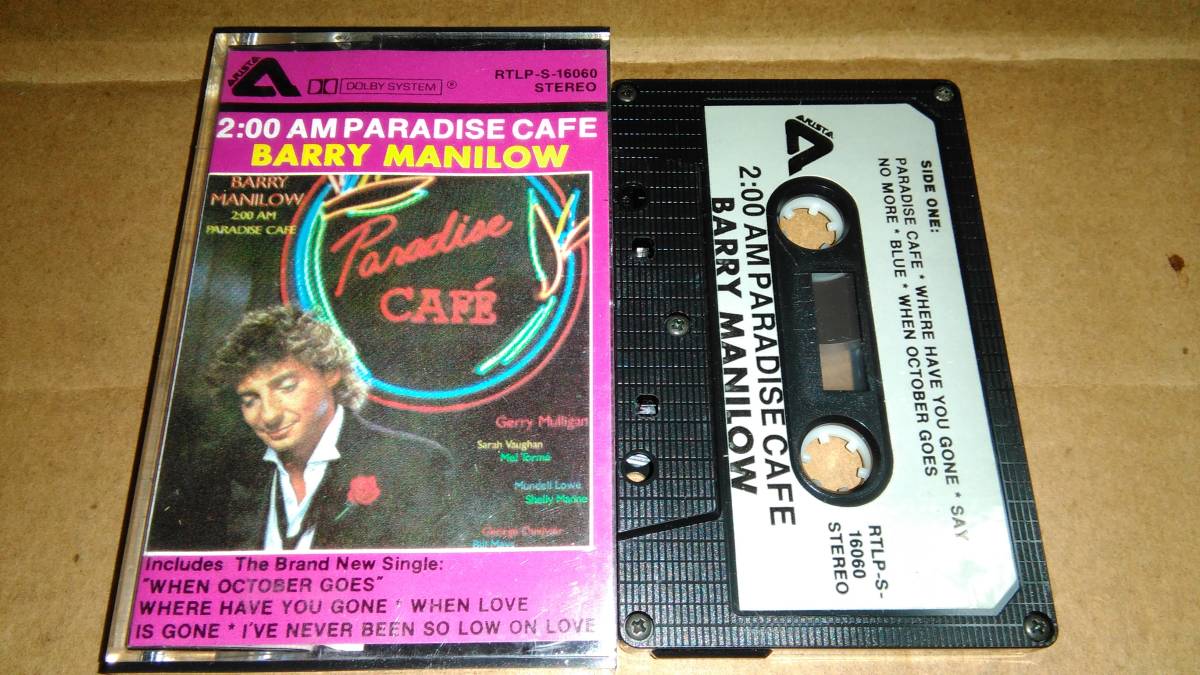 ARISTA
DOLBY SYSTEM ®
RTLP-S-16060
STEREO
2:00 AM PARADISE CAFE
BARRY MANILOW
BARRY
MANILOW
2:00 AM
PARADISE CAFE
Paradise
CAFÉ
Gerry Mulligan
Sarah Vaughan
Mel Tormé
Mundell Lowe
Shelly Manne
George Duvivier
Bill Mays
Includes The Brand New Single:
"WHEN OCTOBER GOES"
WHERE HAVE YOU GONE * WHEN LOVE
IS GONE * I'VE NEVER BEEN SO LOW ON LOVE
ARISTA
2:00 AM PARADISE CAFE
BARRY MANILOW
SIDE ONE:
PARADISE CAFE * WHERE HAVE YOU GONE * SAY
NO MORE * BLUE * WHEN OCTOBER GOES
RTLP-S-
16060
STEREO